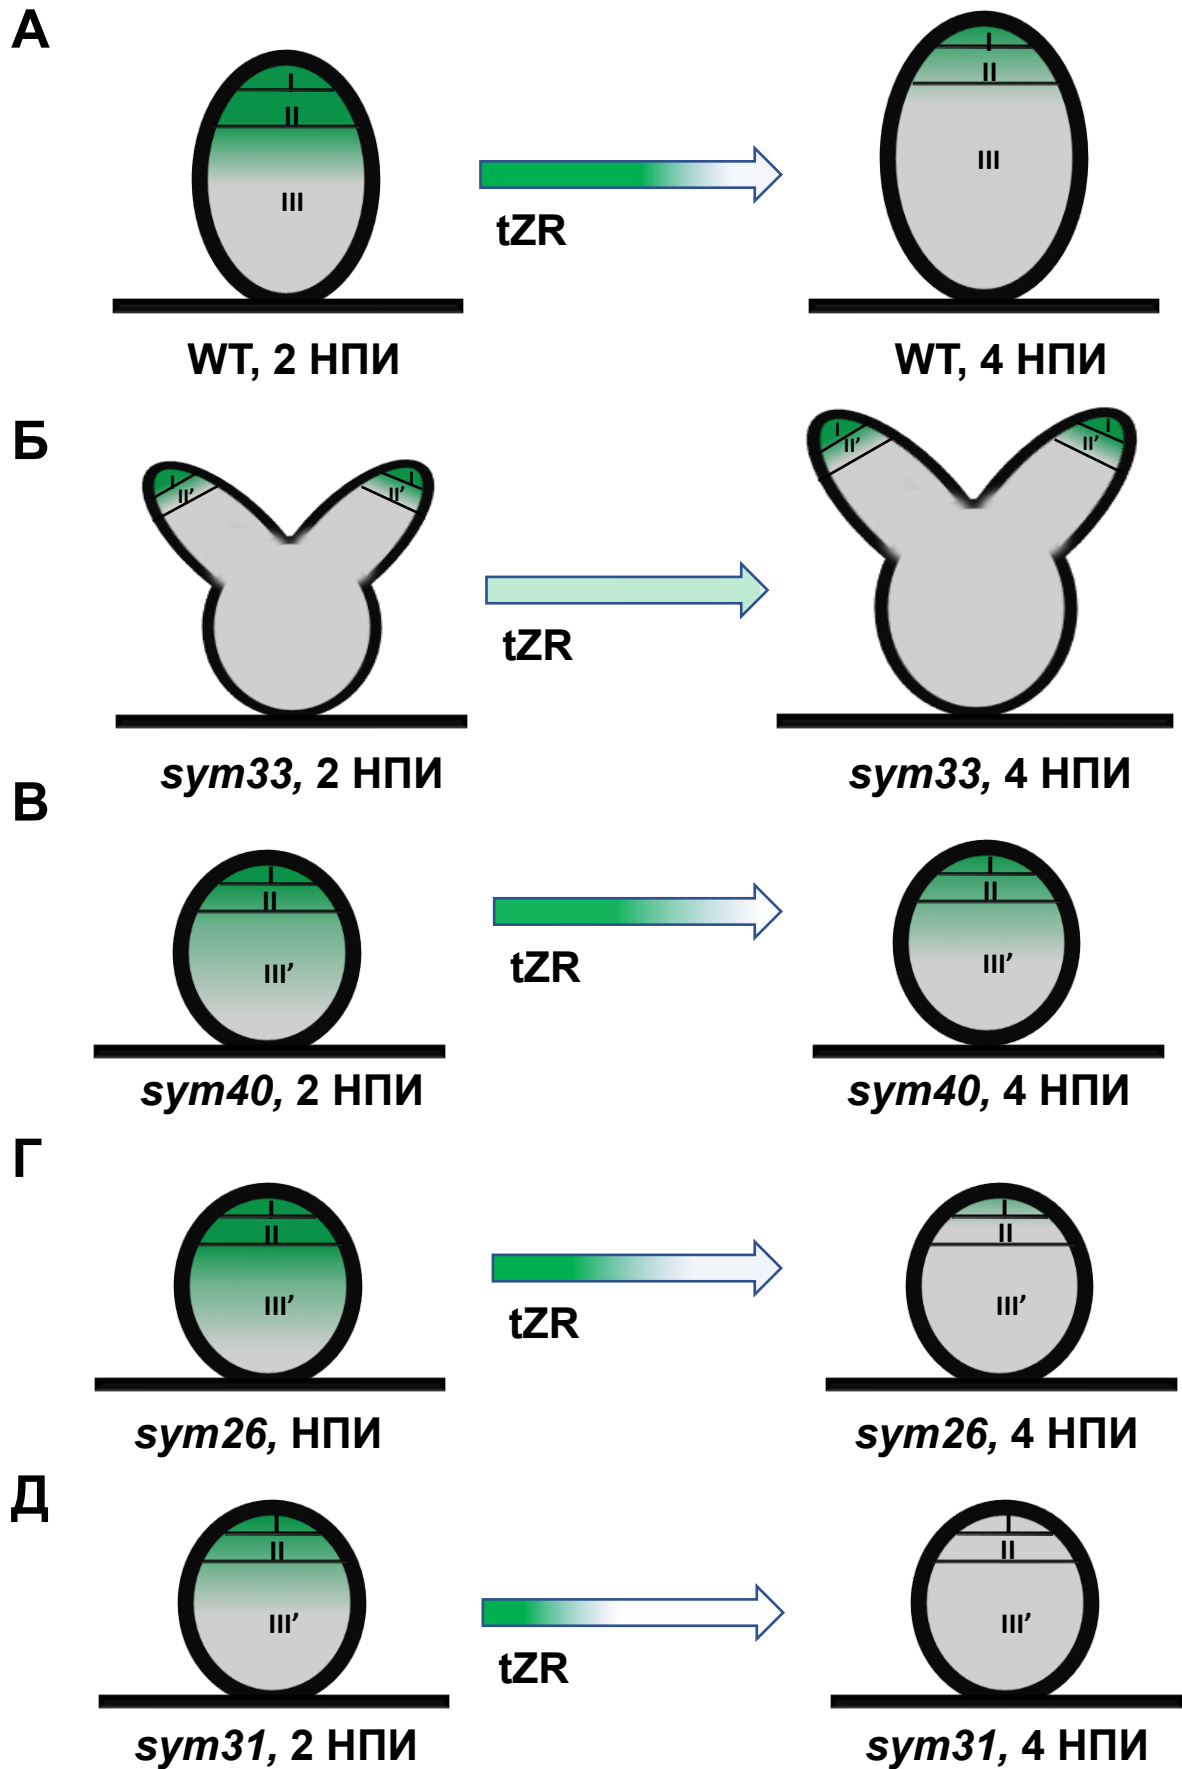 А
I
II
III
tZR
I
II
III
WT, 2 НПИ
WT, 4 НПИ
Б
I
II’
I
II’
tZR
I
II’
I
II’
sym33, 2 НПИ
sym33, 4 НПИ
В
I
II
III’
tZR
I
II
III’
sym40, 2 НПИ
sym40, 4 НПИ
Г
I
II
III’
tZR
I
II
III’
sym26, НПИ
sym26, 4 НПИ
Д
I
II
III’
tZR
I
II
III’
sym31, 2 НПИ
sym31, 4 НПИ